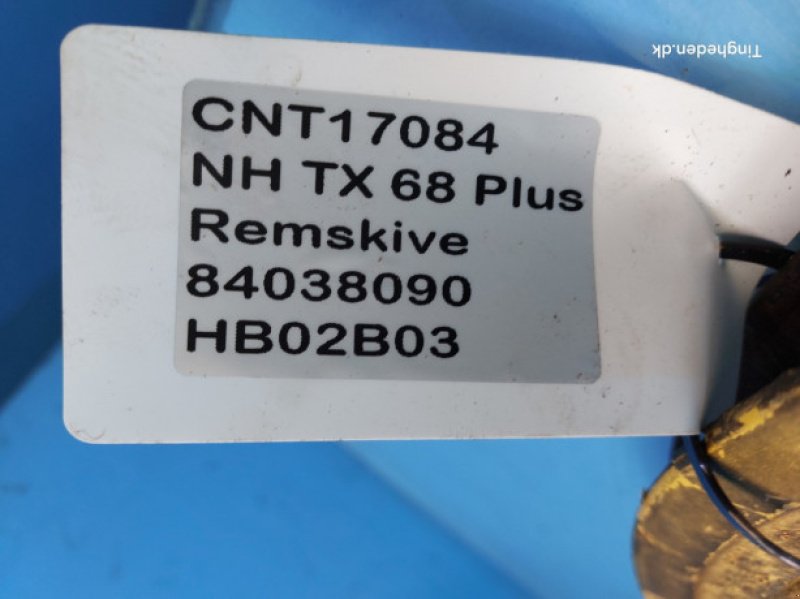 Tingheden.dk
CNT17084
NH TX 68 Plus
Remskive
84038090
HB02B03